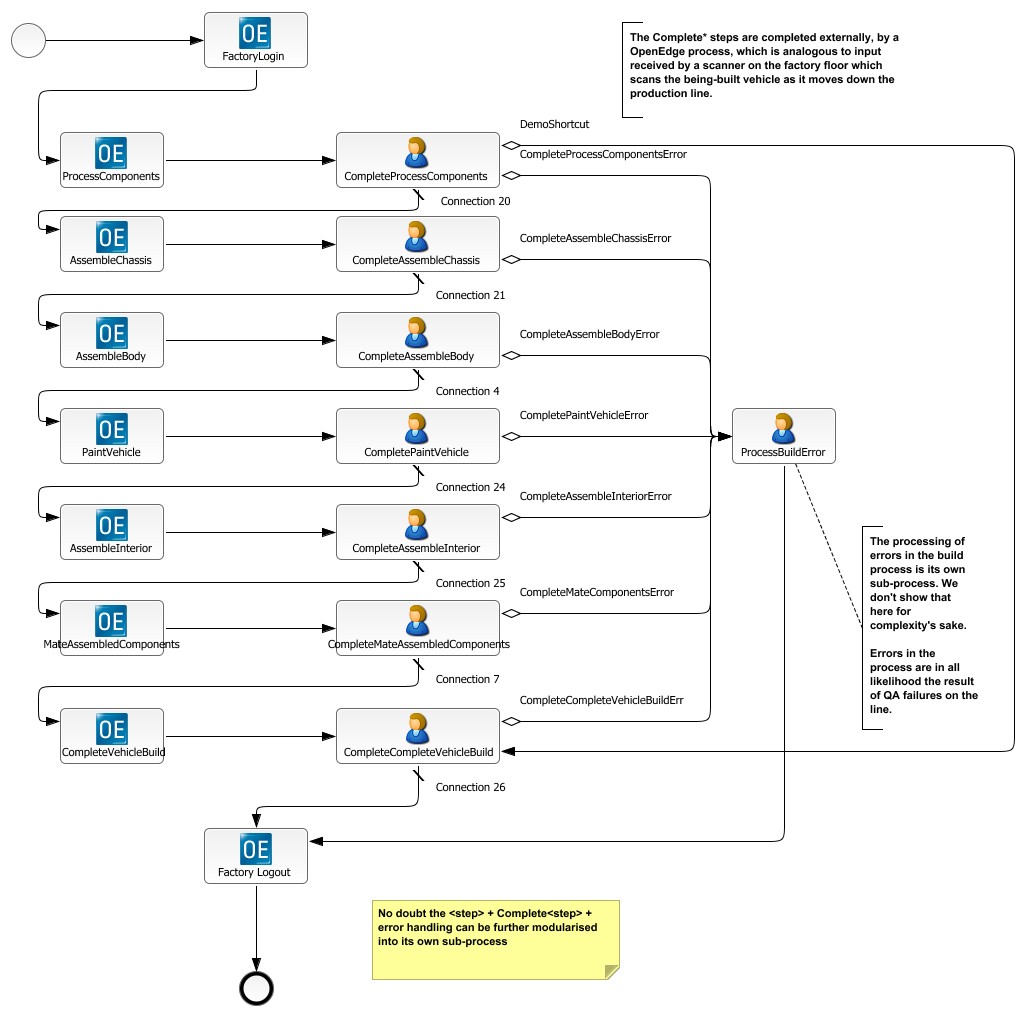 OE
FactoryLogin
The Complete* steps are completed externally, by a
OpenEdge process, which is analogous to input
received by a scanner on the factory floor which
scans the being-built vehicle as it moves down the
production line.
DemoShortcut
OE
ProcessComponents
CompleteProcessComponents
CompleteProcessComponentsError
Connection 20
OE
AssembleChassis
CompleteAssembleChassis
CompleteAssembleChassisError
Connection 21
OE
AssembleBody
CompleteAssembleBody
CompleteAssembleBodyError
Connection 4
OE
PaintVehicle
CompletePaintVehicle
CompletePaintVehicleError
ProcessBuildError
Connection 24
OE
AssembleInterior
CompleteAssembleInterior
CompleteAssembleInteriorError
Connection 25
The processing of
errors in the build
process is its own
sub-process. We
don't show that
here for
complexity's sake.
Errors in the
process are in all
likelihood the result
of QA failures on the
line.
OE
MateAssembledComponents
CompleteMateAssembledComponents
CompleteMateComponentsError
Connection 7
OE
CompleteVehicleBuild
CompleteCompleteVehicleBuild
CompleteCompleteVehicleBuildErr
Connection 26
OE
Factory Logout
No doubt the <step> + Complete<step> +
error handling can be further modularised
into its own sub-process